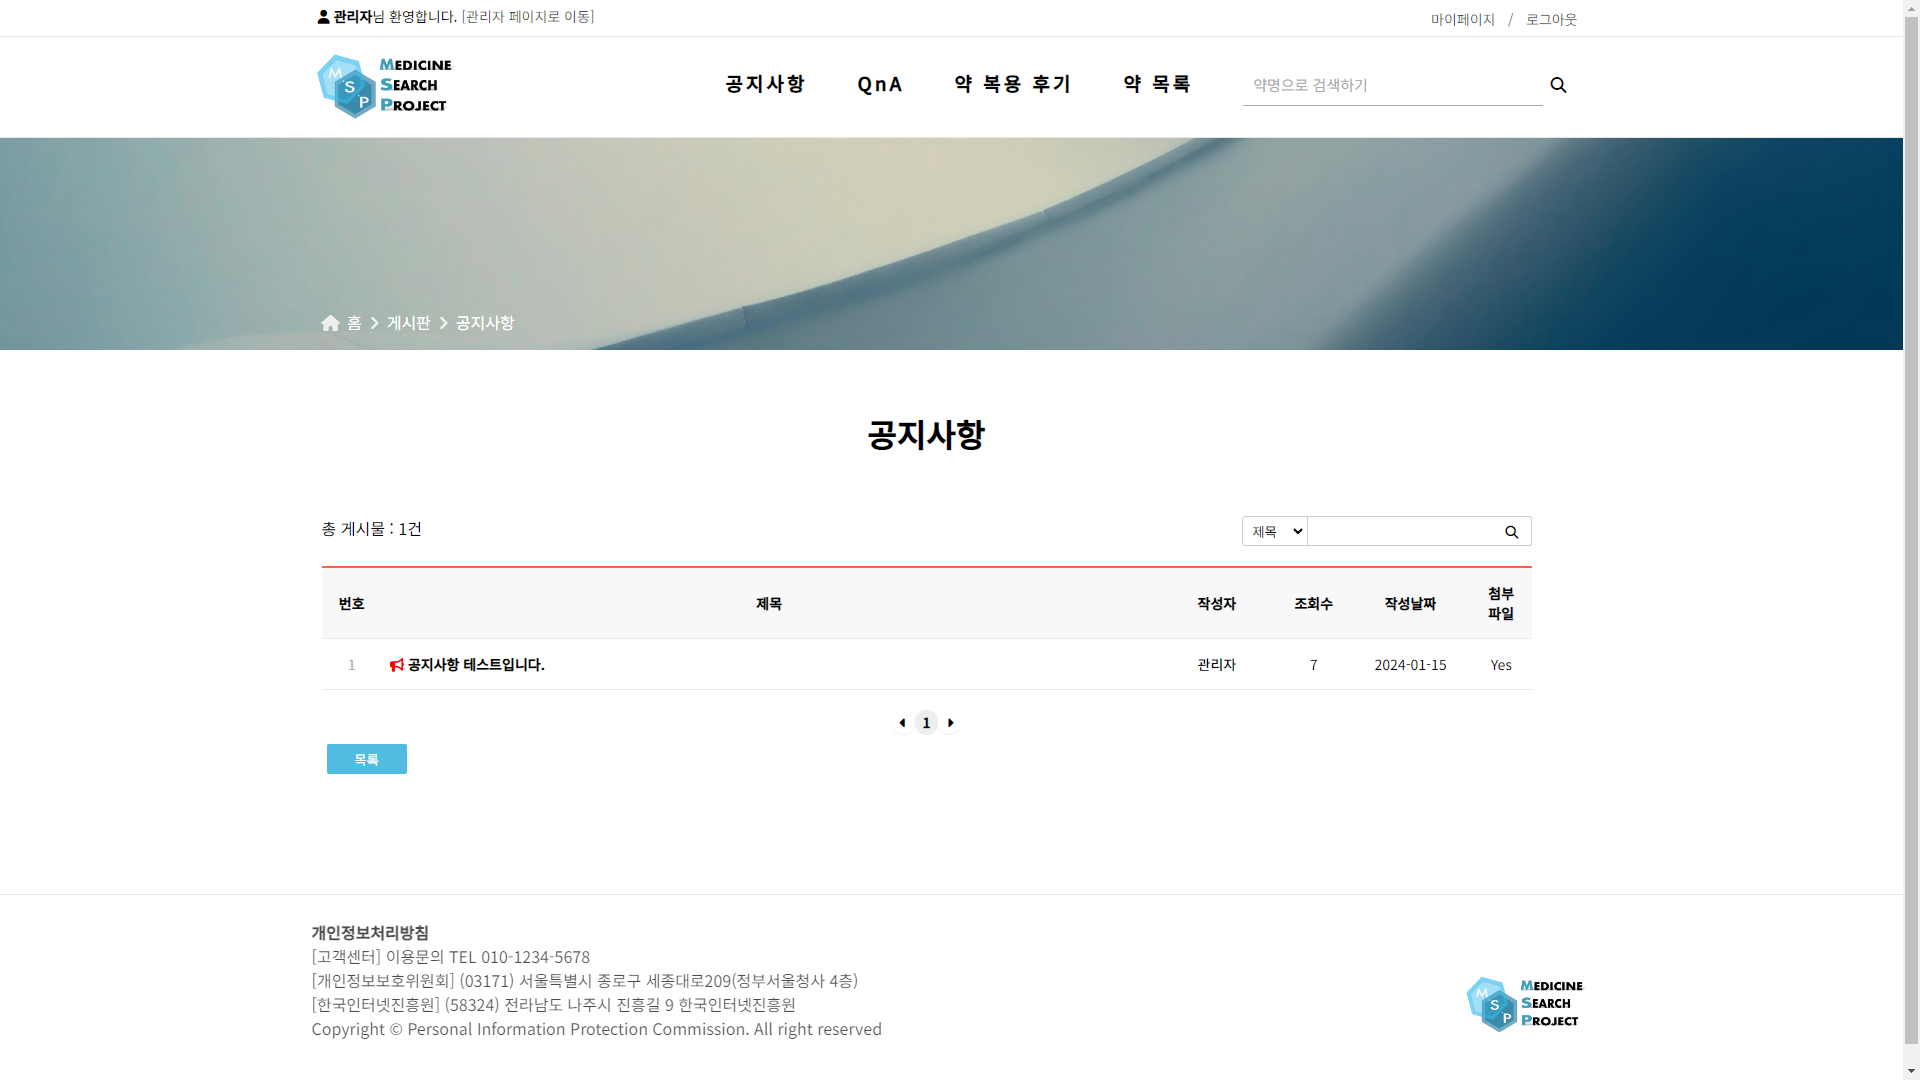 관리자님 환영합니다. [관리자 페이지로 이동]
마이페이지 / 로그아웃
M S P
MEDICINE
SEARCH
PROJECT
공지사항 QnA 약 복용 후기 약 목록
약명으로 검색하기
홈 게시판 공지사항
공지사항
총 게시물 : 1건
제목
번호 제목 작성자 조회수 작성날짜 첨부
파일
1 공지사항 테스트입니다. 관리자 7 2024-01-15 Yes
1
목록
개인정보처리방침
[고객센터] 이용문의 TEL 010-1234-5678
[개인정보보호위원회] (03171) 서울특별시 종로구 세종대로209(정부서울청사 4층)
[한국인터넷진흥원] (58324) 전라남도 나주시 진흥길 9 한국인터넷진흥원
Copyright © Personal Information Protection Commission. All right reserved
M S P
MEDICINE
SEARCH
PROJECT